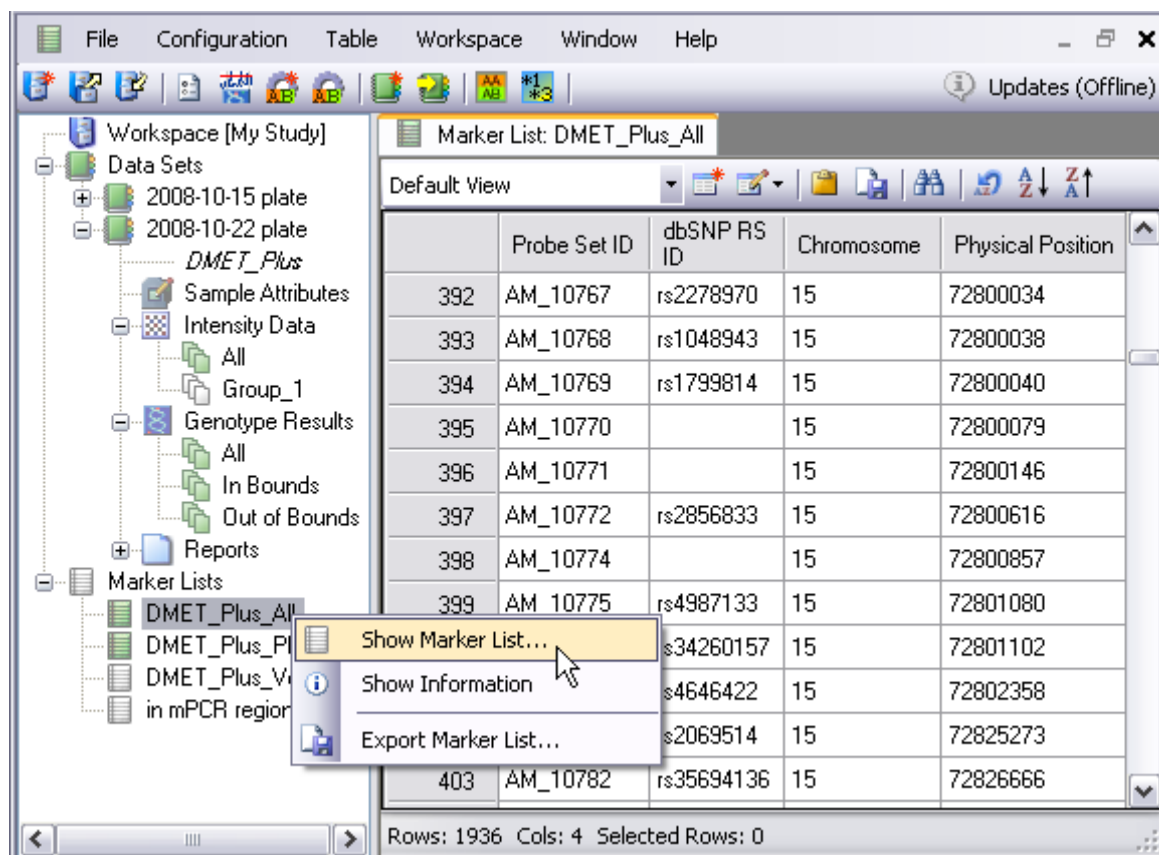 File Configuration Table Workspace Window Help
Updates (Offline)
Workspace [My Study]
Data Sets
2008-10-15 plate
2008-10-22 plate
DMET_Plus
Sample Attributes
Intensity Data
All
Group_1
Genotype Results
All
In Bounds
Out of Bounds
Reports
Marker Lists
DMET_Plus_All
DMET_Plus_Pl
DMET_Plus_V
in mPCR region
Show Marker List...
Show Information
Export Marker List...
Marker List: DMET_Plus_All
Default View
Probe Set ID dbSNP RS ID Chromosome Physical Position
392 AM_10767 rs2278970 15 72800034
393 AM_10768 rs1048943 15 72800038
394 AM_10769 rs1799814 15 72800040
395 AM_10770 15 72800079
396 AM_10771 15 72800146
397 AM_10772 rs2856833 15 72800616
398 AM_10774 15 72800857
399 AM_10775 rs4987133 15 72801080
s34260157 15 72801102
s4646422 15 72802358
s2069514 15 72825273
403 AM_10782 rs35694136 15 72826666
Rows: 1936 Cols: 4 Selected Rows: 0